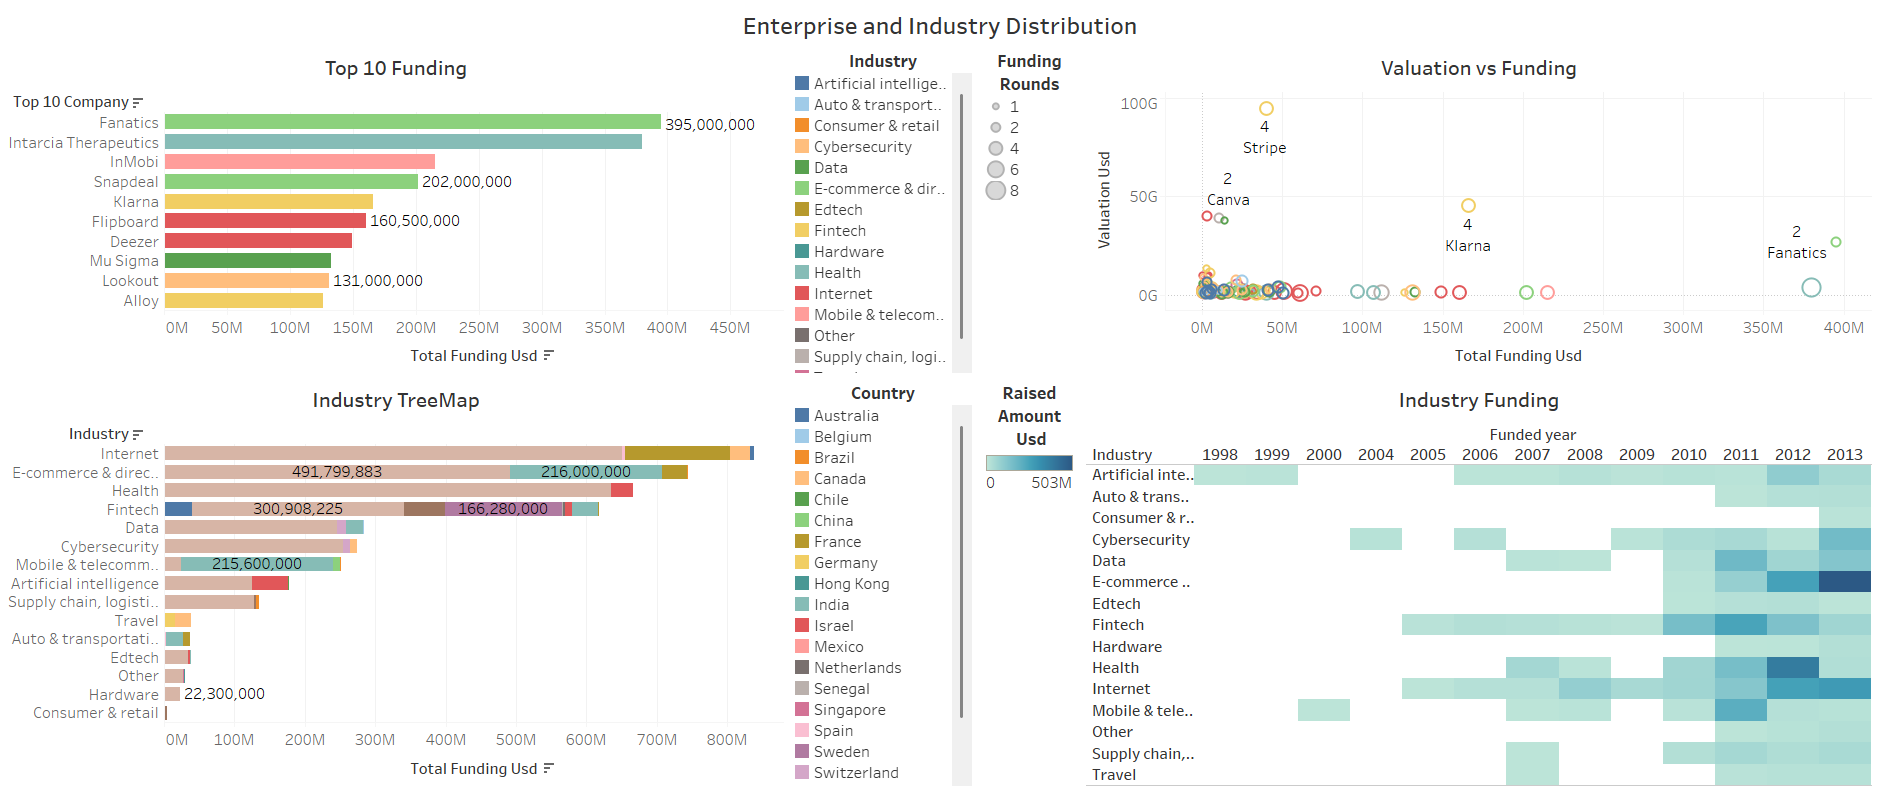 Enterprise and Industry Distribution
Top 10 Funding
Top 10 Company
Fanatics
395,000,000
Intarcia Therapeutics
InMobi
Snapdeal
202,000,000
Klarna
Flipboard
160,500,000
Deezer
Mu Sigma
Lookout
131,000,000
Alloy
0M 50M 100M 150M 200M 250M 300M 350M 400M 450M
Total Funding Usd
Industry
Artificial intellige..
Auto & transport..
Consumer & retail
Cybersecurity
Data
E-commerce & dir..
Edtech
Fintech
Hardware
Health
Internet
Mobile & telecom..
Other
Supply chain, logi..
Funding
Rounds
1
2
4
6
8
Valuation vs Funding
Valuation Usd
100G
50G
0G
4
Stripe
2
Canva
4
Klarna
2
Fanatics
0M 50M 100M 150M 200M 250M 300M 350M 400M
Total Funding Usd
Industry TreeMap
Industry
Internet
E-commerce & direc..
491,799,883 216,000,000
Health
Fintech
300,908,225 166,280,000
Data
Cybersecurity
Mobile & telecomm..
215,600,000
Artificial intelligence
Supply chain, logisti..
Travel
Auto & transportati..
Edtech
Other
Hardware
22,300,000
Consumer & retail
0M 100M 200M 300M 400M 500M 600M 700M 800M
Total Funding Usd
Country
Australia
Belgium
Brazil
Canada
Chile
China
France
Germany
Hong Kong
India
Israel
Mexico
Netherlands
Senegal
Singapore
Spain
Sweden
Switzerland
Raised
Amount
Usd
0 503M
Industry Funding
Funded year
Industry 1998 1999 2000 2004 2005 2006 2007 2008 2009 2010 2011 2012 2013
Artificial inte..
Auto & trans..
Consumer & r..
Cybersecurity
Data
E-commerce ..
Edtech
Fintech
Hardware
Health
Internet
Mobile & tele..
Other
Supply chain,..
Travel